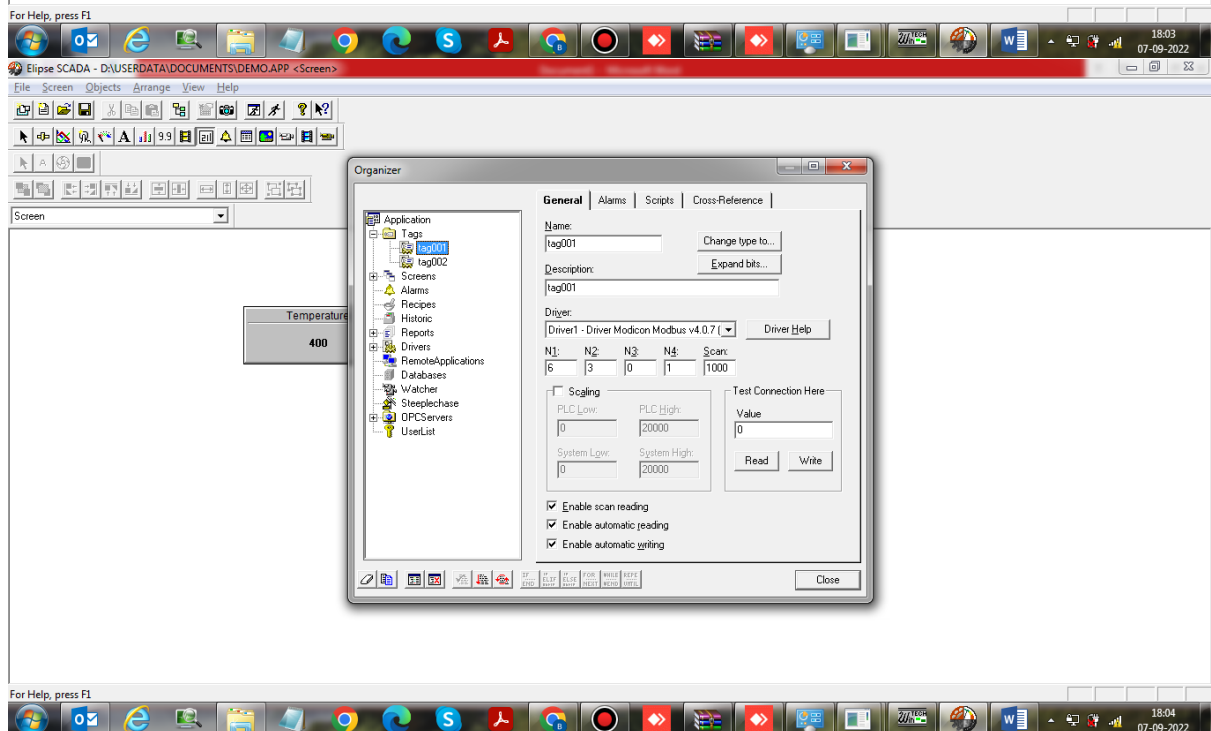 For Help, press F1
18:03
07-09-2022
Elipse SCADA - D:\USERDATA\DOCUMENTS\DEMO.APP <Screen>
File Screen Objects Arrange View Help
Screen
Temperature
400
Organizer
Application
Tags
tag001
tag002
Screens
Alarms
Recipes
Historic
Reports
Drivers
RemoteApplications
Databases
Watcher
Steeplechase
OPCServers
UserList
General Alarms Scripts Cross-Reference
Name:
tag001 Change type to...
Expand bits...
Description:
tag001
Driver:
Driver1 - Driver Modicon Modbus v4.0.7 ( Driver Help
N1: N2: N3: N4: Scan:
6 3 0 1 1000
Scaling
PLC Low: PLC High:
0 20000
System Low: System High:
0 20000
Test Connection Here
Value
0
Read Write
Enable scan reading
Enable automatic reading
Enable automatic writing
Close
For Help, press F1
18:04
07-09-2022